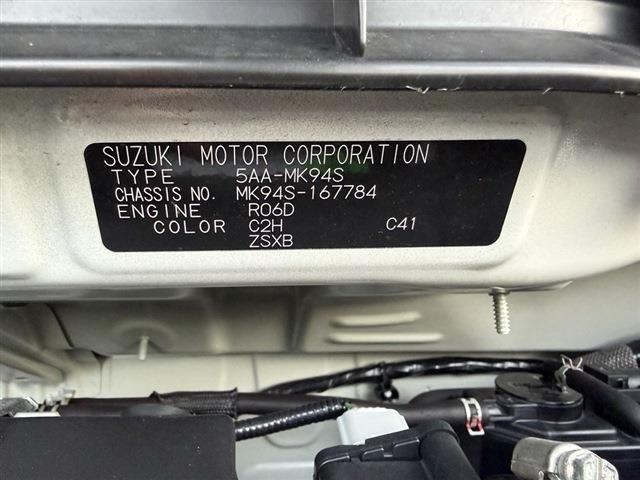 SUZUKI MOTOR CORPORATION
TYPE 5AA-MK94S
CHASSIS NO. MK94S-167784
ENGINE R06D
COLOR C2H C41
ZSXB